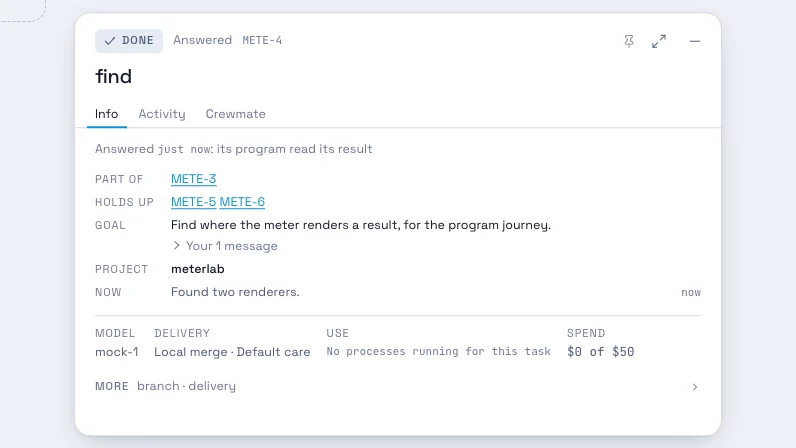 DONE Answered METE-4
find
Info Activity Crewmate
Answered just now: its program read its result
PART OF METE-3
HOLDS UP METE-5 METE-6
GOAL Find where the meter renders a result, for the program journey.
Your 1 message
PROJECT meterlab
NOW Found two renderers. now
MODEL DELIVERY USE SPEND
mock-1 Local merge · Default care No processes running for this task $0 of $50
MORE branch · delivery